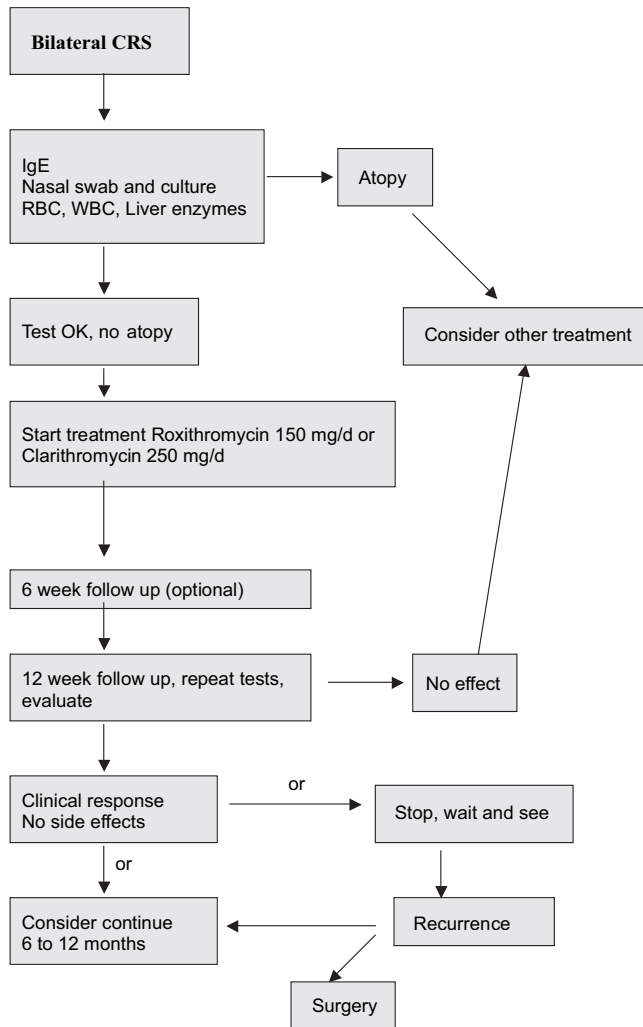 Bilateral CRS
IgE
Nasal swab and culture
RBC, WBC, Liver enzymes
Atopy
Test OK, no atopy
Consider other treatment
Start treatment Roxithromycin 150 mg/d or
Clarithromycin 250 mg/d
6 week follow up (optional)
12 week follow up, repeat tests,
evaluate
No effect
Clinical response
No side effects
or
Stop, wait and see
or
Consider continue
6 to 12 months
Recurrence
Surgery